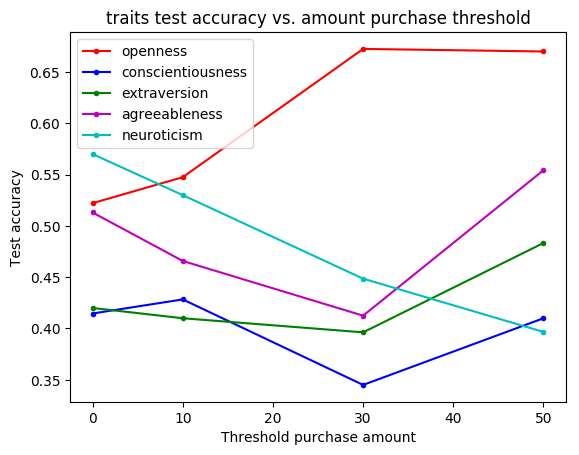 traits test accuracy vs. amount purchase threshold
openness
conscientiousness
extraversion
agreeableness
neuroticism
Test accuracy
0.65
0.60
0.55
0.50
0.45
0.40
0.35
0 10 20 30 40 50
Threshold purchase amount